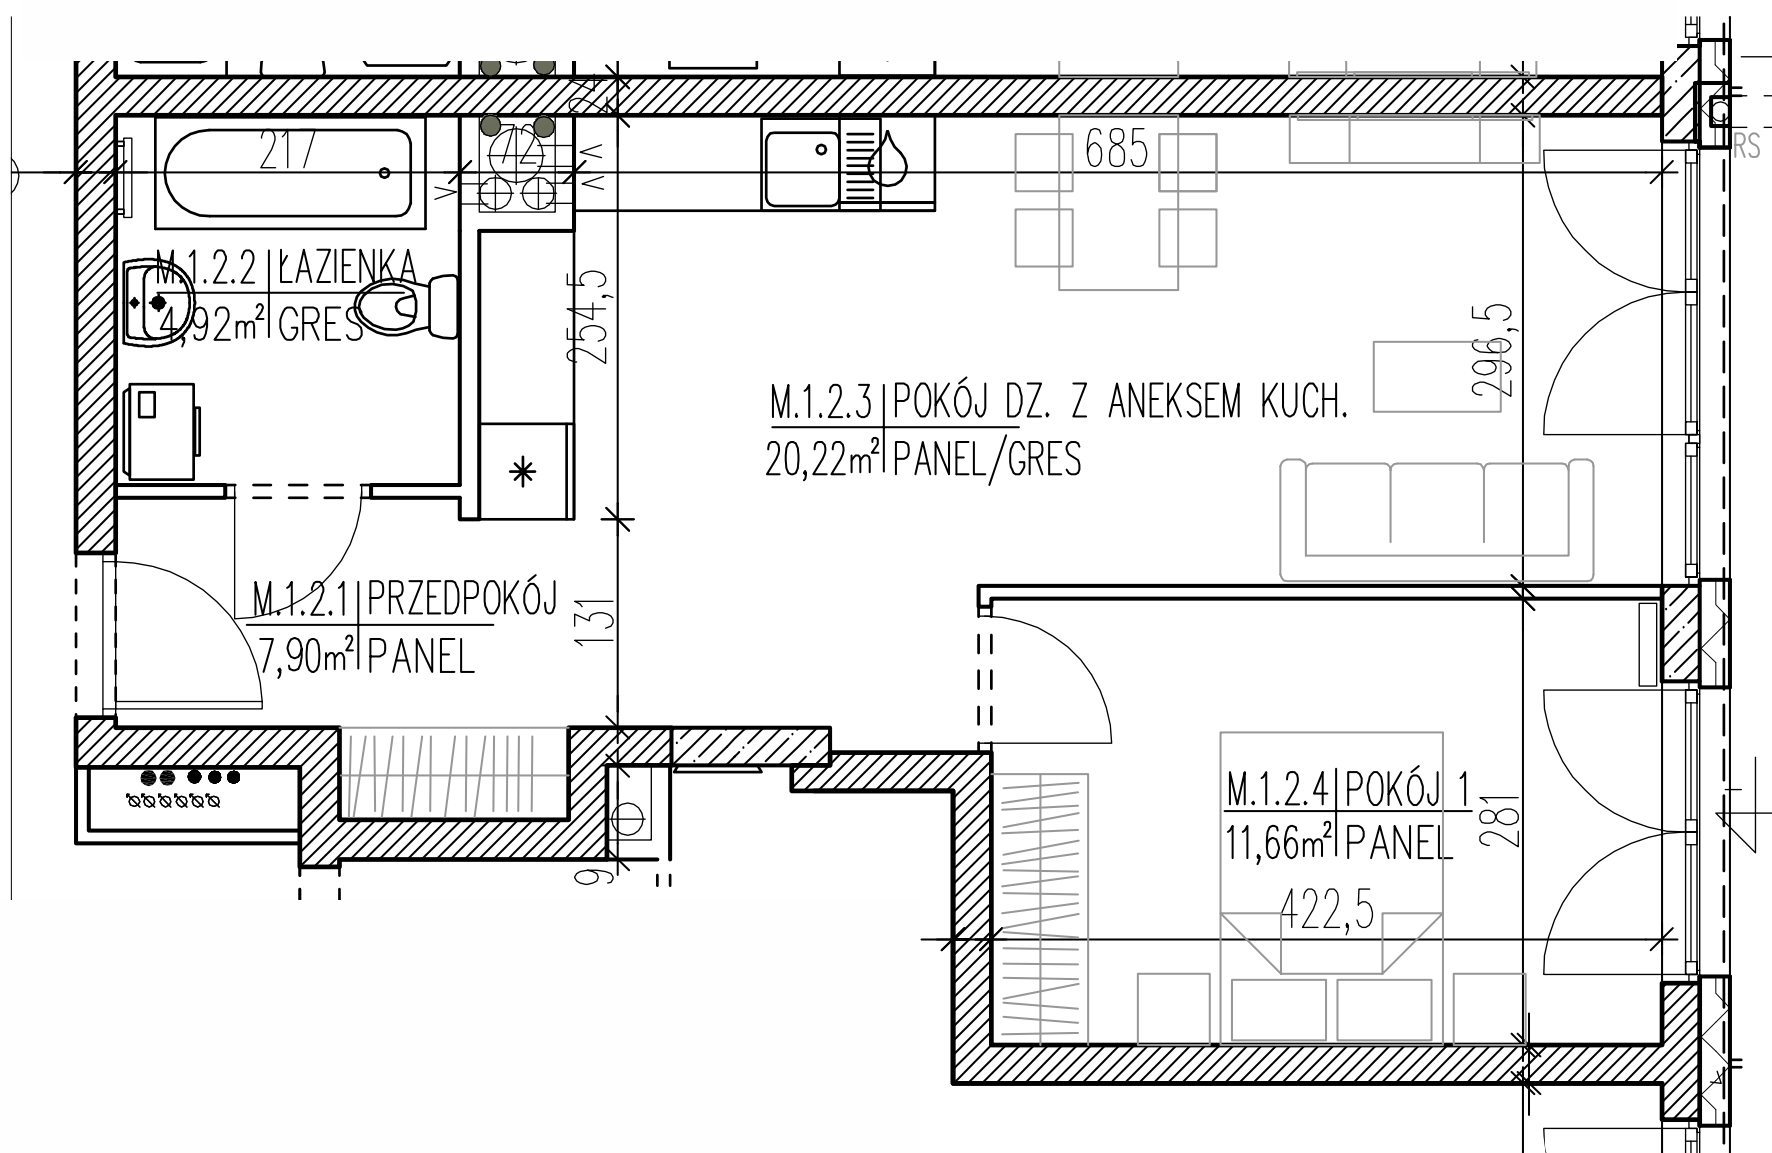 24
217
72
685
RS
M.1.2.2 ŁAZIENKA
4,92m² GRES
254,5
296,5
M.1.2.3 POKÓJ DZ. Z ANEKSEM KUCH.
20,22m² PANEL/GRES
M.1.2.1 PRZEDPOKÓJ
7,90m² PANEL
131
M.1.2.4 POKÓJ 1
11,66m² PANEL
281
9
422,5